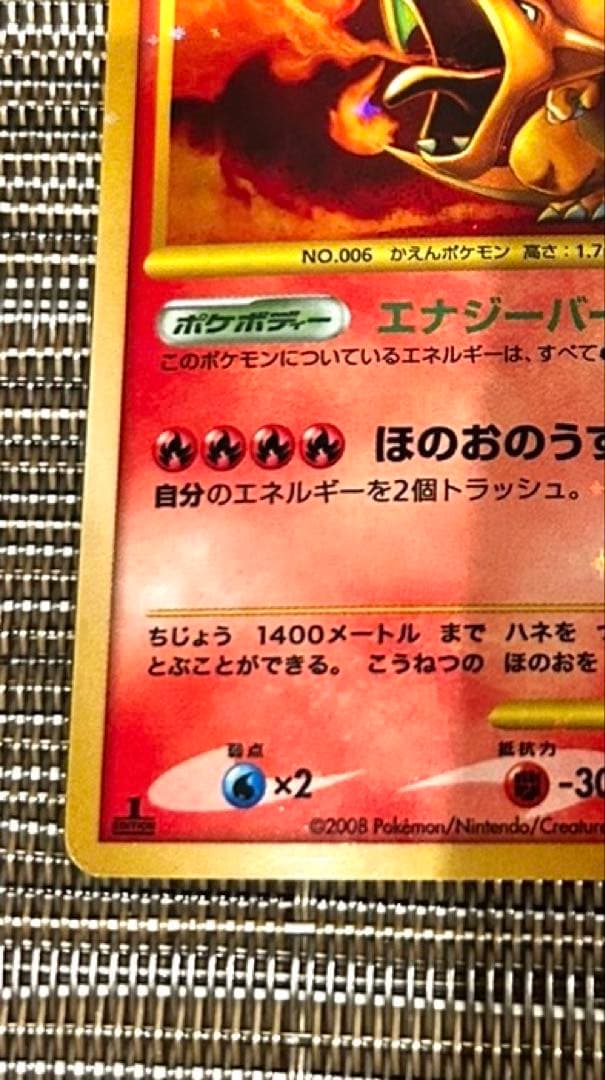 NO.006 かえんポケモン 高さ：1.7
ポケボディー エナジーバー
このポケモンについているエネルギーは、すべて
ほのおのうず
自分のエネルギーを2個トラッシュ。
ちじょう 1400メートル まで ハネを つ
とぶことができる。 こうねつの ほのおを
弱点 抵抗力
×2 -30
1 EDITION
©2008 Pokémon/Nintendo/Creature